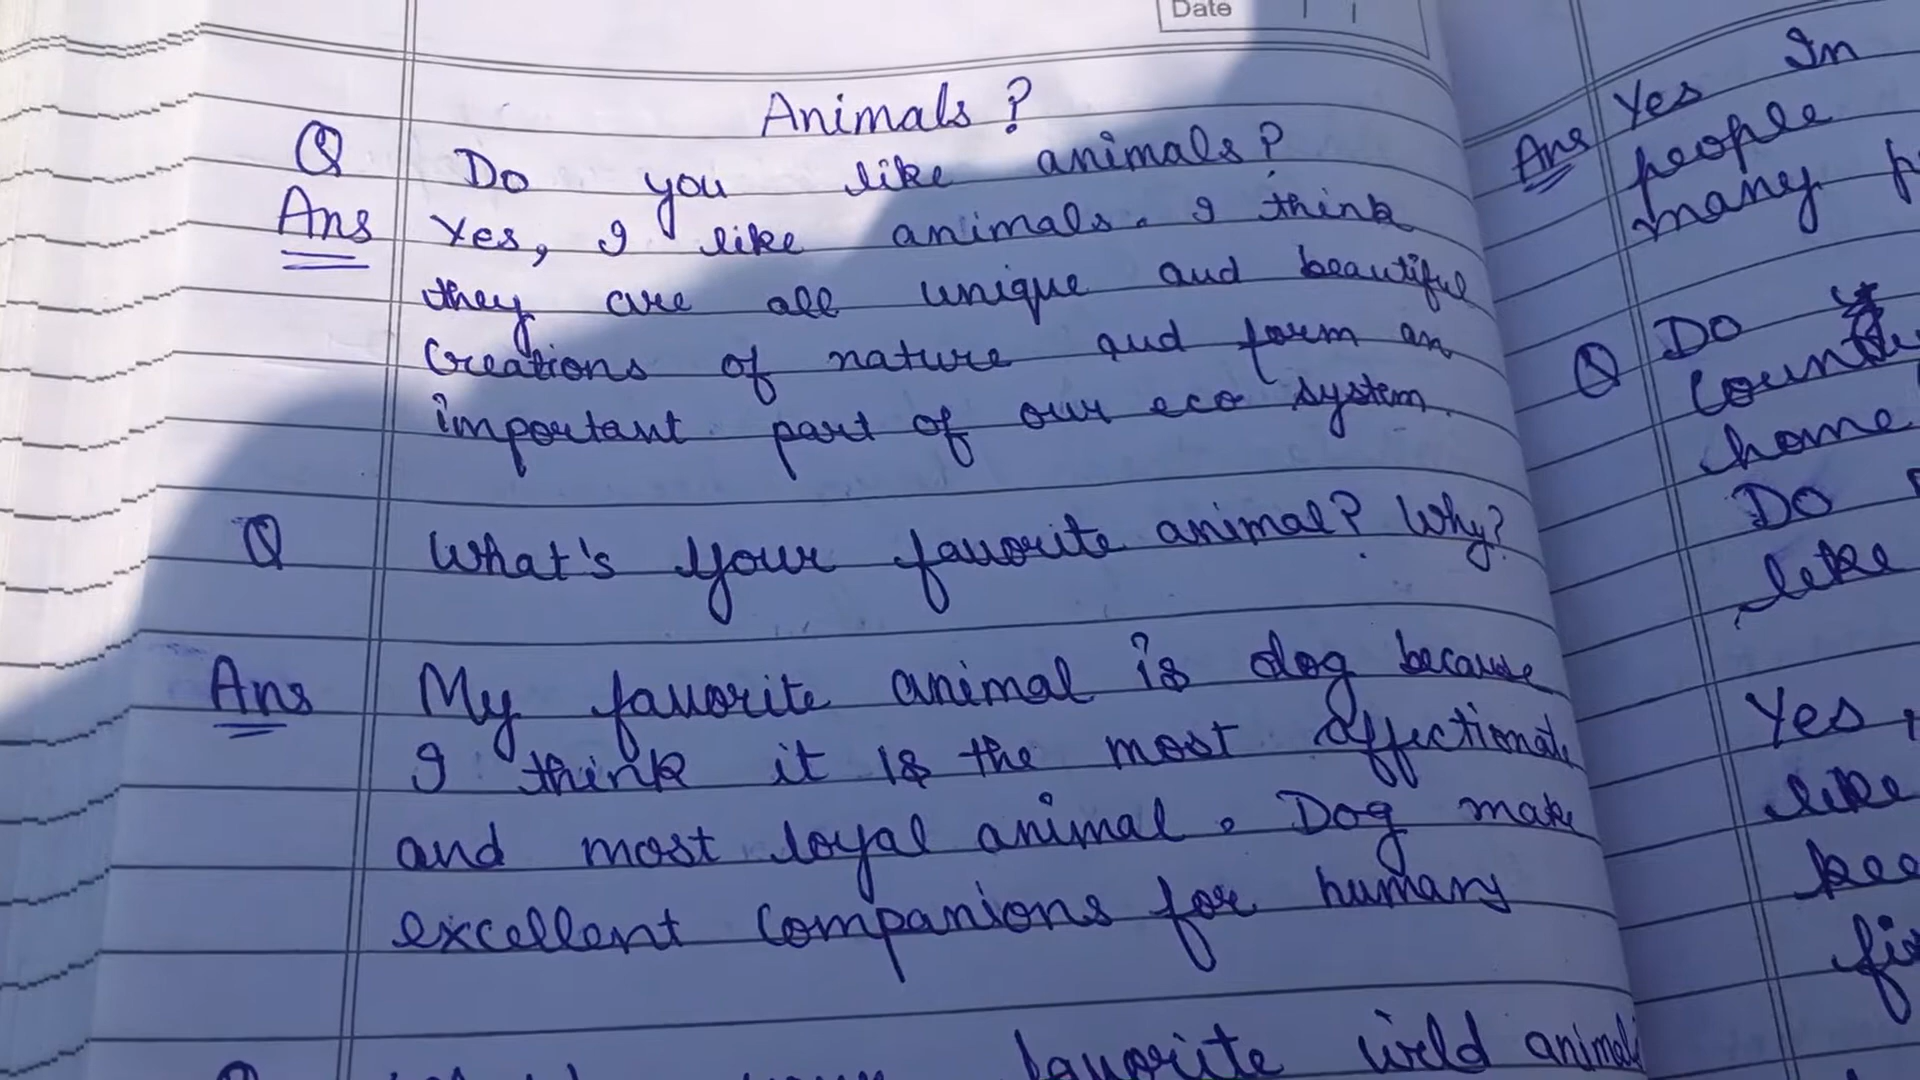 Date
Animals?
Q Do you like animals?
Ans Yes, I like animals. I think
they are all unique and beautiful
Creations of nature and form an
important part of our eco system.
Q What's your favorite animal? Why?
Ans My favorite animal is dog because
I think it is the most affectionate
and most loyal animal. Dog make
excellent Companions for humans
favorite wild animal
Ans Yes In
people
many
Q Do
home
Do
like
Yes,
like